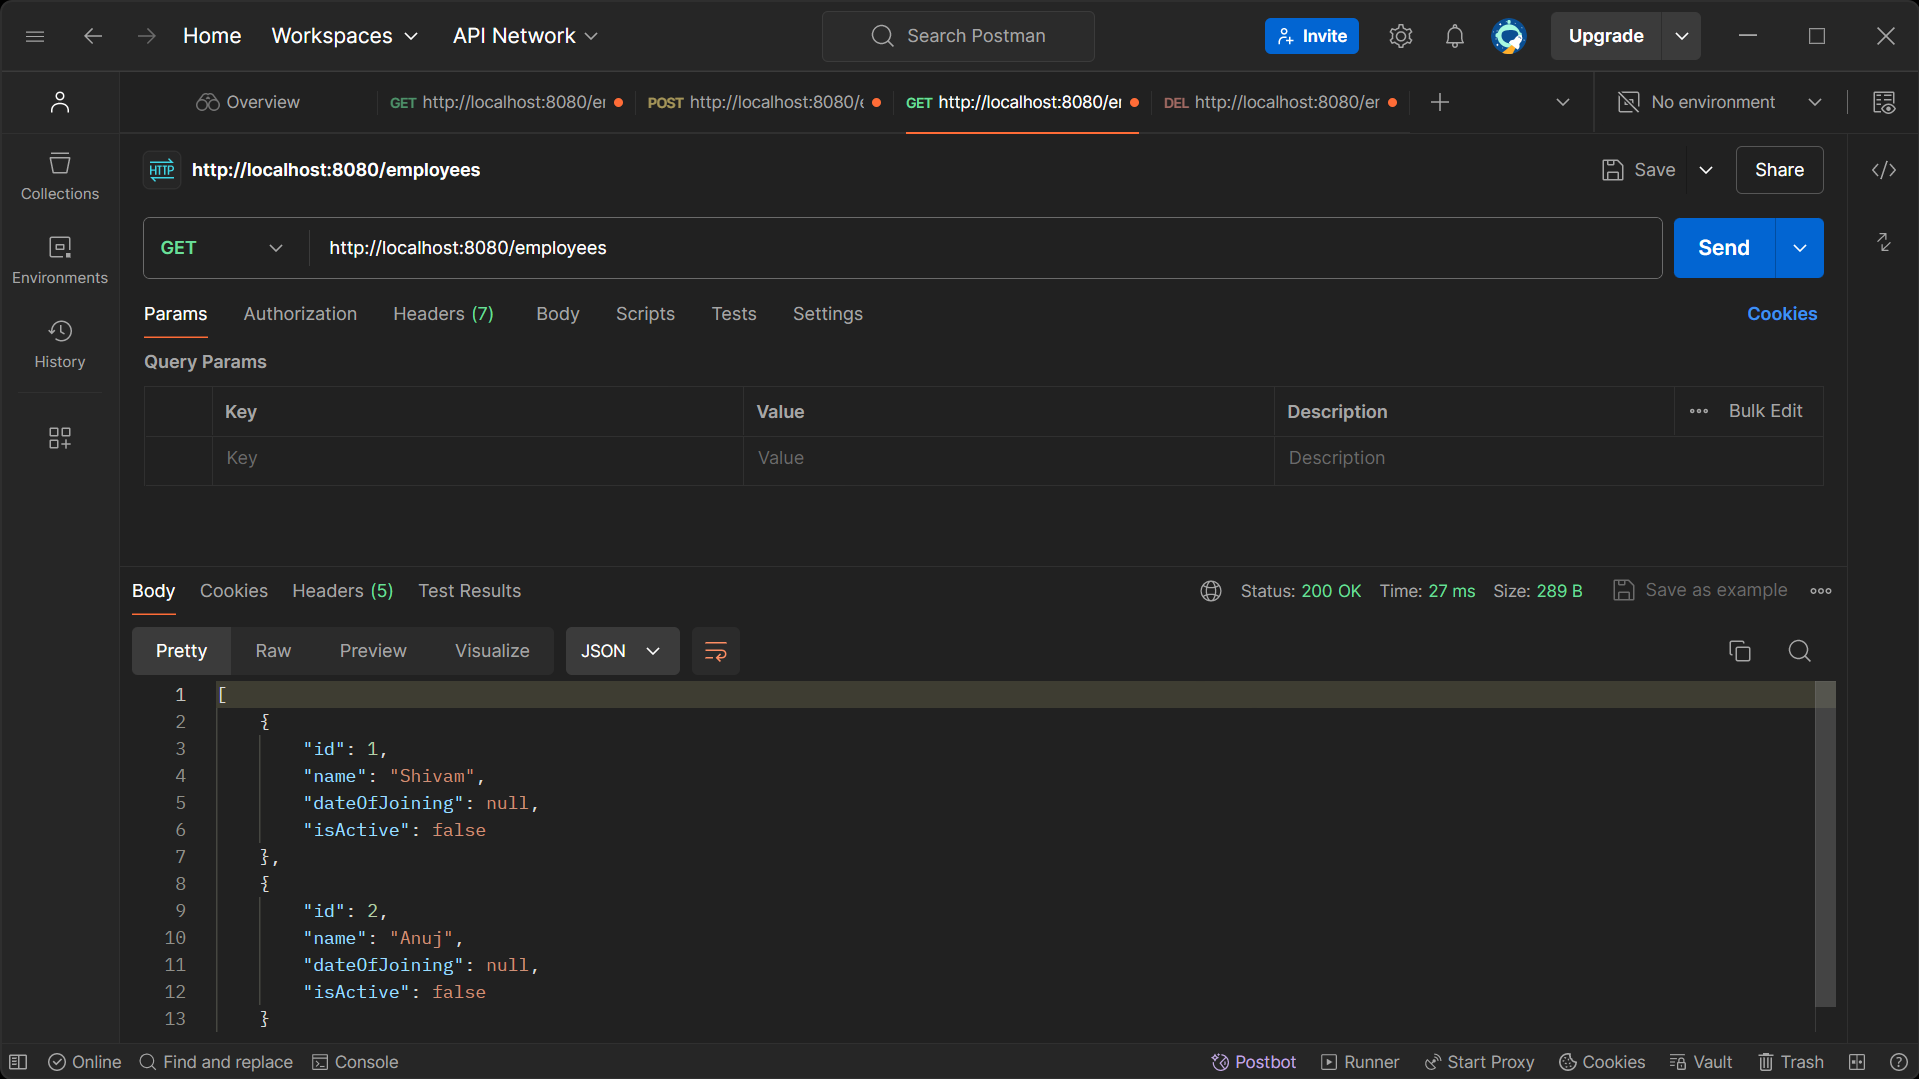 Home Workspaces API Network Search Postman Invite Upgrade
Overview GET http://localhost:8080/er POST http://localhost:8080/e GET http://localhost:8080/er DEL http://localhost:8080/er No environment
HTTP http://localhost:8080/employees Save Share
Collections
GET http://localhost:8080/employees Send
Environments
Params Authorization Headers (7) Body Scripts Tests Settings Cookies
History
Query Params
Key Value Description Bulk Edit
Key Value Description
Body Cookies Headers (5) Test Results Status: 200 OK Time: 27 ms Size: 289 B Save as example
Pretty Raw Preview Visualize JSON
1 [
2 {
3 "id": 1,
4 "name": "Shivam",
5 "dateOfJoining": null,
6 "isActive": false
7 },
8 {
9 "id": 2,
10 "name": "Anuj",
11 "dateOfJoining": null,
12 "isActive": false
13 }
Online Find and replace Console Postbot Runner Start Proxy Cookies Vault Trash